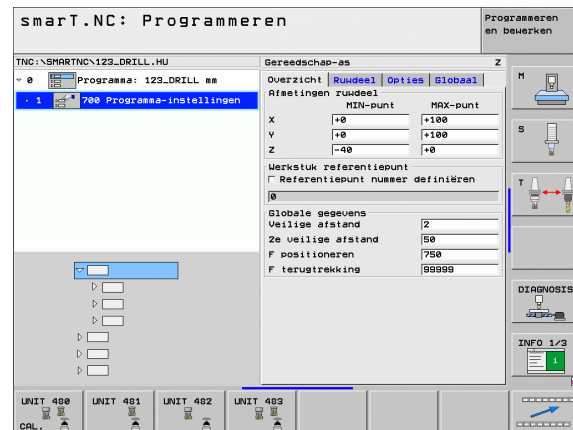 smarT.NC: Programmeren
Programmeren
en bewerken
TNC:\SMARTNC\123_DRILL.HU
0 Programma: 123_DRILL mm
1 700 Programma-instellingen
Gereedschap-as Z
Overzicht Ruwdeel Opties Globaal
Afmetingen ruwdeel
MIN-punt MAX-punt
X +0 +100
Y +0 +100
Z -40 +0
Werkstuk referentiepunt
Referentiepunt nummer definiëren
0
Globale gegevens
Veilige afstand 2
2e veilige afstand 50
F positioneren 750
F terugtrekking 99999
M
S
T
DIAGNOSIS
INFO 1/3
UNIT 480
CAL.
UNIT 481
UNIT 482
UNIT 483